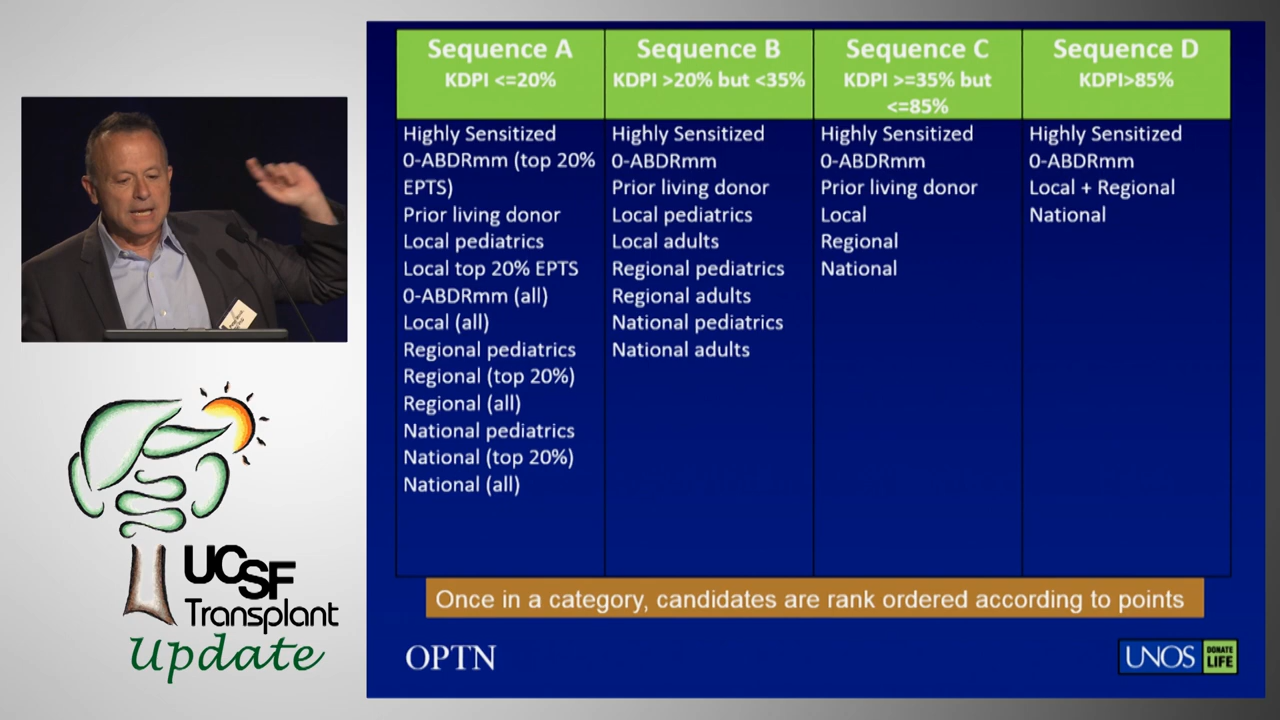 Sequence A
KDPI <=20%
Sequence B
KDPI >20% but <35%
Sequence C
KDPI >=35% but
<=85%
Sequence D
KDPI>85%
Highly Sensitized
0-ABDRmm (top 20%
EPTS)
Prior living donor
Local pediatrics
Local top 20% EPTS
0-ABDRmm (all)
Local (all)
Regional pediatrics
Regional (top 20%)
Regional (all)
National pediatrics
National (top 20%)
National (all)
Highly Sensitized
0-ABDRmm
Prior living donor
Local pediatrics
Local adults
Regional pediatrics
Regional adults
National pediatrics
National adults
Highly Sensitized
0-ABDRmm
Prior living donor
Local
Regional
National
Highly Sensitized
0-ABDRmm
Local + Regional
National
Once in a category, candidates are rank ordered according to points
OPTN
UNOS
DONATE
LIFE
UCSF
Transplant
Update